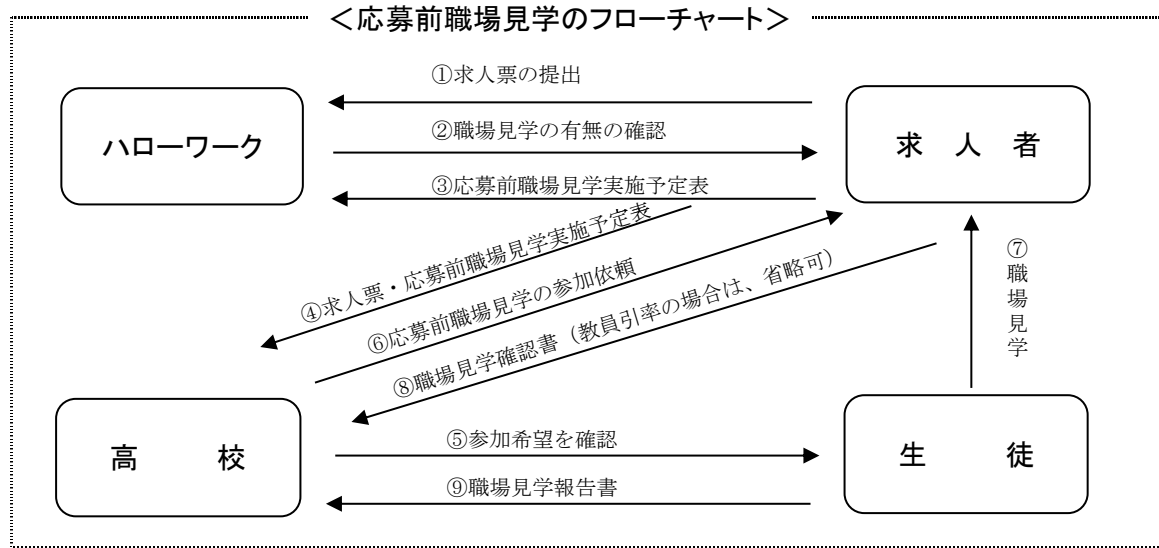 ＜応募前職場見学のフローチャート＞
①求人票の提出
ハローワーク
②職場見学の有無の確認
求　人　者
③応募前職場見学実施予定表
④求人票・応募前職場見学実施予定表
⑥応募前職場見学の参加依頼
⑧職場見学確認書（教員引率の場合は、省略可）
⑦職場見学
高　　校
⑤参加希望を確認
生　　徒
⑨職場見学報告書